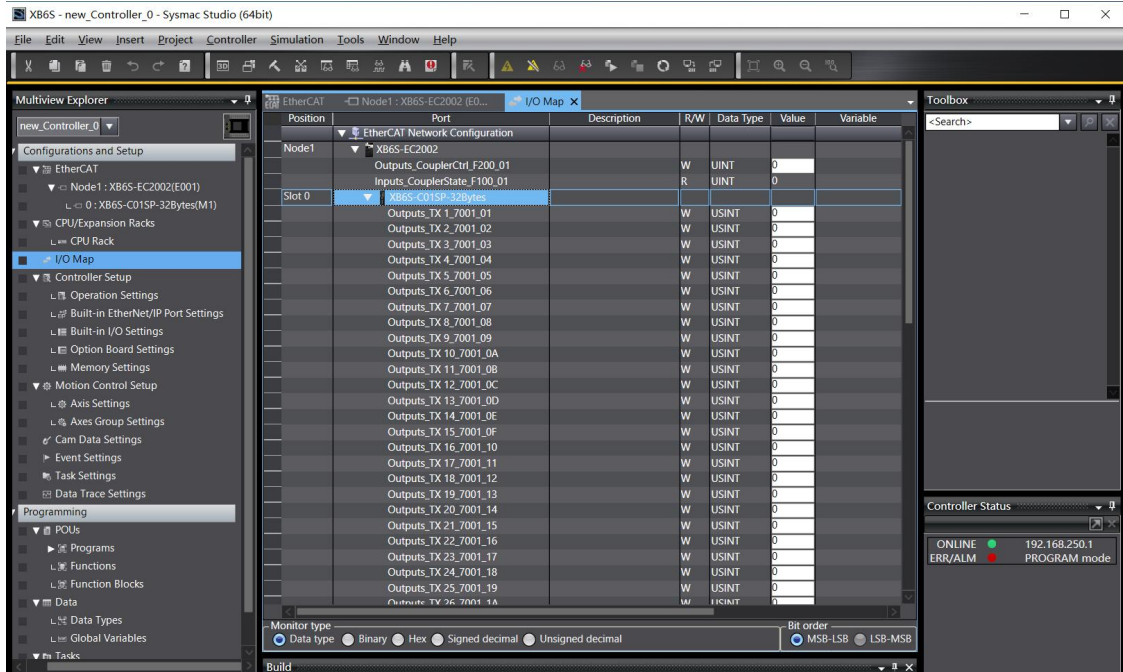 XB6S - new_Controller_0 - Sysmac Studio (64bit)
File Edit View Insert Project Controller Simulation Tools Window Help
Multiview Explorer
new_Controller_0
Configurations and Setup
EtherCAT
Node1 : XB6S-EC2002(E001)
0 : XB6S-C01SP-32Bytes(M1)
CPU/Expansion Racks
CPU Rack
I/O Map
Controller Setup
Operation Settings
Built-in EtherNet/IP Port Settings
Built-in I/O Settings
Option Board Settings
Memory Settings
Motion Control Setup
Axis Settings
Axes Group Settings
Cam Data Settings
Event Settings
Task Settings
Data Trace Settings
Programming
POUs
Programs
Functions
Function Blocks
Data
Data Types
Global Variables
Tasks
EtherCAT Node1 : XB6S-EC2002 (E0... I/O Map
Position Port Description R/W Data Type Value Variable
EtherCAT Network Configuration
Node1 XB6S-EC2002
Outputs_CouplerCtrl_F200_01 W UINT 0
Inputs_CouplerState_F100_01 R UINT 0
Slot 0 XB6S-C01SP-32Bytes
Outputs_TX 1_7001_01 W USINT 0
Outputs_TX 2_7001_02 W USINT 0
Outputs_TX 3_7001_03 W USINT 0
Outputs_TX 4_7001_04 W USINT 0
Outputs_TX 5_7001_05 W USINT 0
Outputs_TX 6_7001_06 W USINT 0
Outputs_TX 7_7001_07 W USINT 0
Outputs_TX 8_7001_08 W USINT 0
Outputs_TX 9_7001_09 W USINT 0
Outputs_TX 10_7001_0A W USINT 0
Outputs_TX 11_7001_0B W USINT 0
Outputs_TX 12_7001_0C W USINT 0
Outputs_TX 13_7001_0D W USINT 0
Outputs_TX 14_7001_0E W USINT 0
Outputs_TX 15_7001_0F W USINT 0
Outputs_TX 16_7001_10 W USINT 0
Outputs_TX 17_7001_11 W USINT 0
Outputs_TX 18_7001_12 W USINT 0
Outputs_TX 19_7001_13 W USINT 0
Outputs_TX 20_7001_14 W USINT 0
Outputs_TX 21_7001_15 W USINT 0
Outputs_TX 22_7001_16 W USINT 0
Outputs_TX 23_7001_17 W USINT 0
Outputs_TX 24_7001_18 W USINT 0
Outputs_TX 25_7001_19 W USINT 0
Outputs_TX 26_7001_1A W USINT 0
Monitor type
Data type Binary Hex Signed decimal Unsigned decimal
Bit order
MSB-LSB LSB-MSB
Build
Toolbox
<Search>
Controller Status
ONLINE 192.168.250.1
ERR/ALM PROGRAM mode